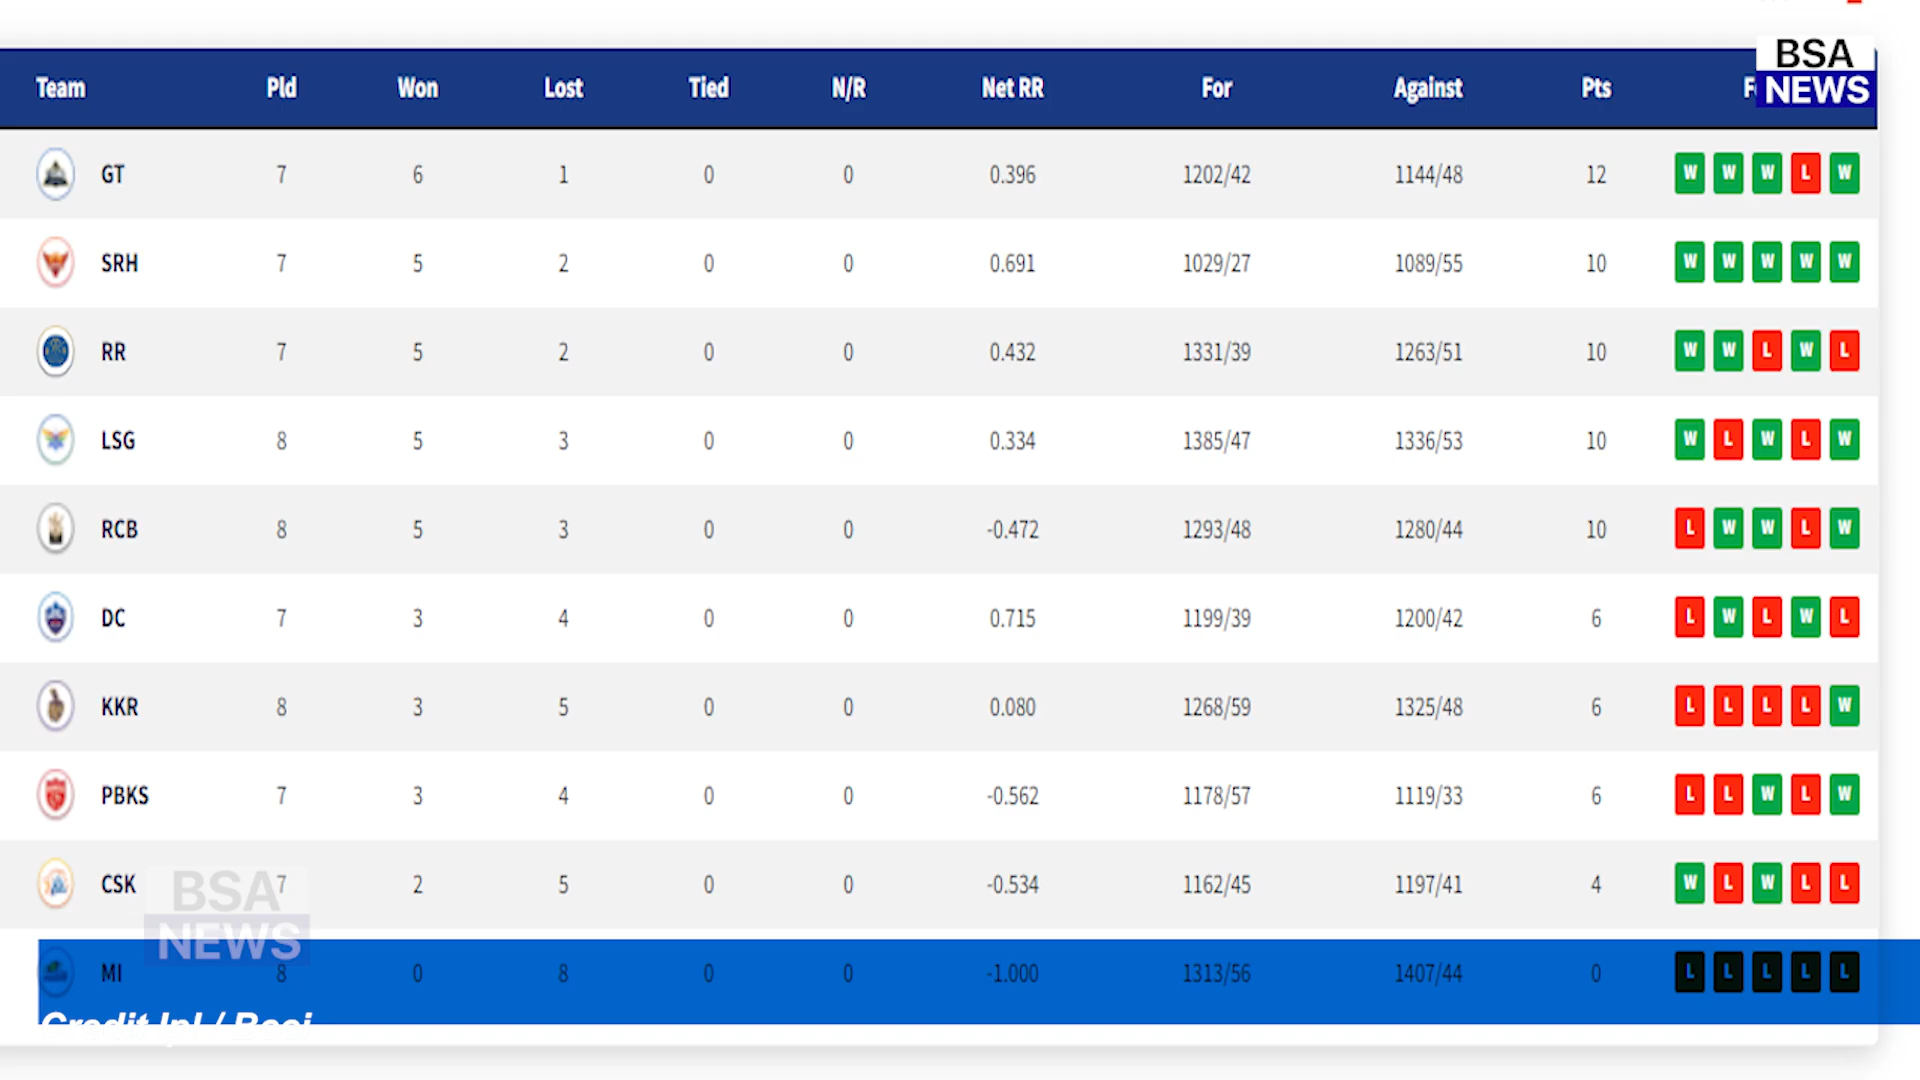 BSA
NEWS
Team Pld Won Lost Tied N/R Net RR For Against Pts
GT 7 6 1 0 0 0.396 1202/42 1144/48 12 W W W L W
SRH 7 5 2 0 0 0.691 1029/27 1089/55 10 W W W W W
RR 7 5 2 0 0 0.432 1331/39 1263/51 10 W W L W L
LSG 8 5 3 0 0 0.334 1385/47 1336/53 10 W L W L W
RCB 8 5 3 0 0 -0.472 1293/48 1280/44 10 L W W L W
DC 7 3 4 0 0 0.715 1199/39 1200/42 6 L W L W L
KKR 8 3 5 0 0 0.080 1268/59 1325/48 6 L L L L W
PBKS 7 3 4 0 0 -0.562 1178/57 1119/33 6 L L W L W
CSK 7 2 5 0 0 -0.534 1162/45 1197/41 4 W L W L L
BSA
NEWS
MI 8 0 8 0 0 -1.000 1313/56 1407/44 0 L L L L L
Credit Ipl / Bcci